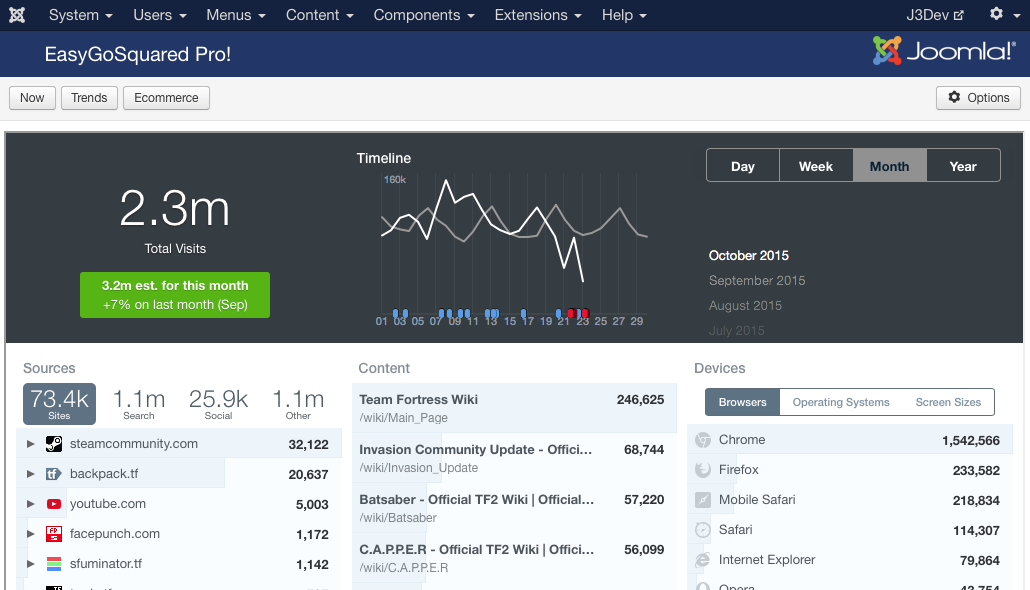 System Users Menus Content Components Extensions Help J3Dev
EasyGoSquared Pro! Joomla!®
Now Trends Ecommerce Options
Timeline
160k
Day Week Month Year
2.3m
Total Visits
3.2m est. for this month
+7% on last month (Sep)
October 2015
September 2015
August 2015
July 2015
01 03 05 07 09 11 13 15 17 19 21 23 25 27 29
Sources
73.4k 1.1m 25.9k 1.1m
Sites Search Social Other
steamcommunity.com 32,122
backpack.tf 20,637
youtube.com 5,003
facepunch.com 1,172
sfuminator.tf 1,142
Content
Team Fortress Wiki 246,625
/wiki/Main_Page
Invasion Community Update - Offici... 68,744
/wiki/Invasion_Update
Batsaber - Official TF2 Wiki | Official... 57,220
/wiki/Batsaber
C.A.P.P.E.R - Official TF2 Wiki | Offici... 56,099
/wiki/C.A.P.P.E.R
Devices
Browsers Operating Systems Screen Sizes
Chrome 1,542,566
Firefox 233,582
Mobile Safari 218,834
Safari 114,307
Internet Explorer 79,864
Opera 43,754